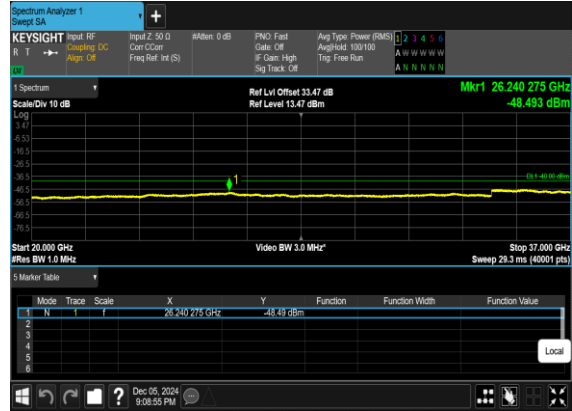 Spectrum Analyzer 1
Swept SA
+
KEYSIGHT
R T
LW
Input: RF
Coupling: DC
Align: Off
Input Z: 50 Ω
Corr CCorr
Freq Ref: Int (S)
#Atten: 0 dB
PNO: Fast
Gate: Off
IF Gain: High
Sig Track: Off
Avg Type: Power (RMS)
Avg|Hold: 100/100
Trig: Free Run
1 2 3 4 5 6
A W W W W W
A N N N N N
1 Spectrum
Scale/Div 10 dB
Ref Lvl Offset 33.47 dB
Ref Level 13.47 dBm
Mkr1 26.240 275 GHz
-48.493 dBm
Log
3.47
-6.53
-16.5
-26.5
-36.5
-46.5
-56.5
-66.5
-76.5
1
DL1 -40.00 dBm
Start 20.000 GHz
#Res BW 1.0 MHz
Video BW 3.0 MHz*
Stop 37.000 GHz
Sweep 29.3 ms (40001 pts)
5 Marker Table
Mode Trace Scale X Y Function Function Width Function Value
1 N 1 f 26.240 275 GHz -48.49 dBm
2
3
4
5
6
Local
?
Dec 05, 2024
9:08:55 PM